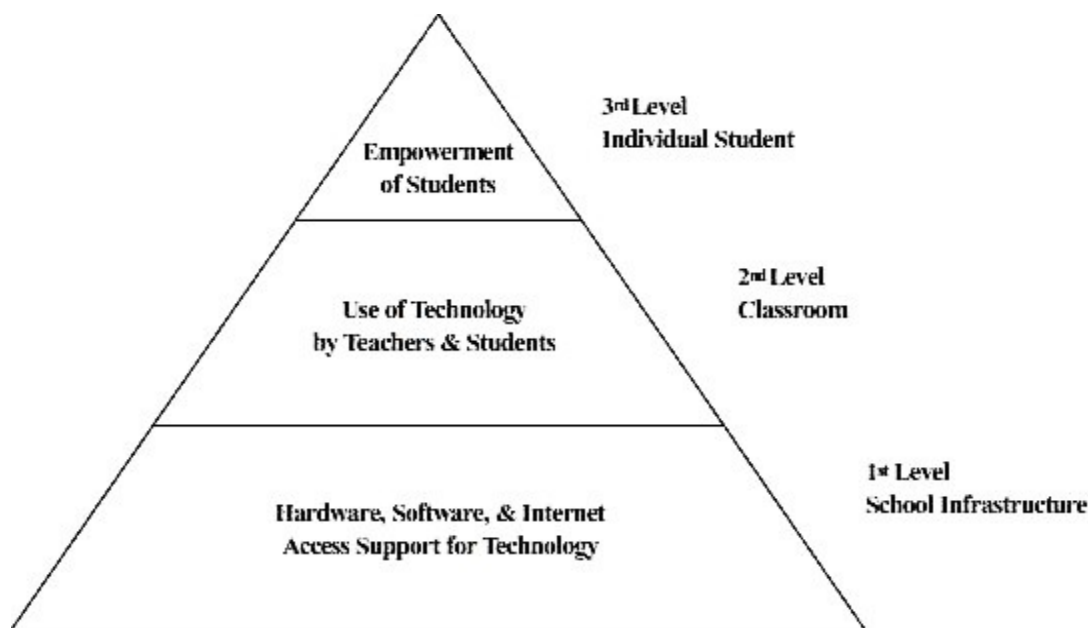 3rd Level
Individual Student
Empowerment
of Students
2nd Level
Classroom
Use of Technology
by Teachers & Students
1st Level
School Infrastructure
Hardware, Software, & Internet
Access Support for Technology